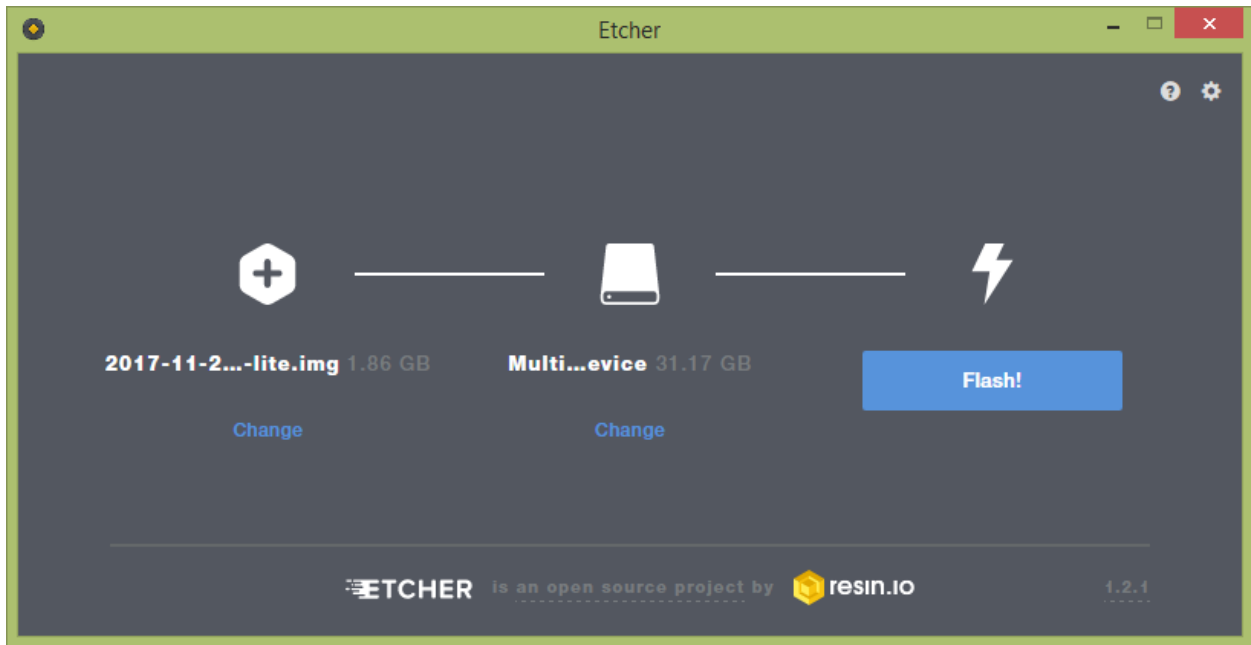 Etcher
2017-11-2...-lite.img 1.86 GB
Multi...evice 31.17 GB
Flash!
Change
Change
ETCHER is an open source project by resin.io 1.2.1